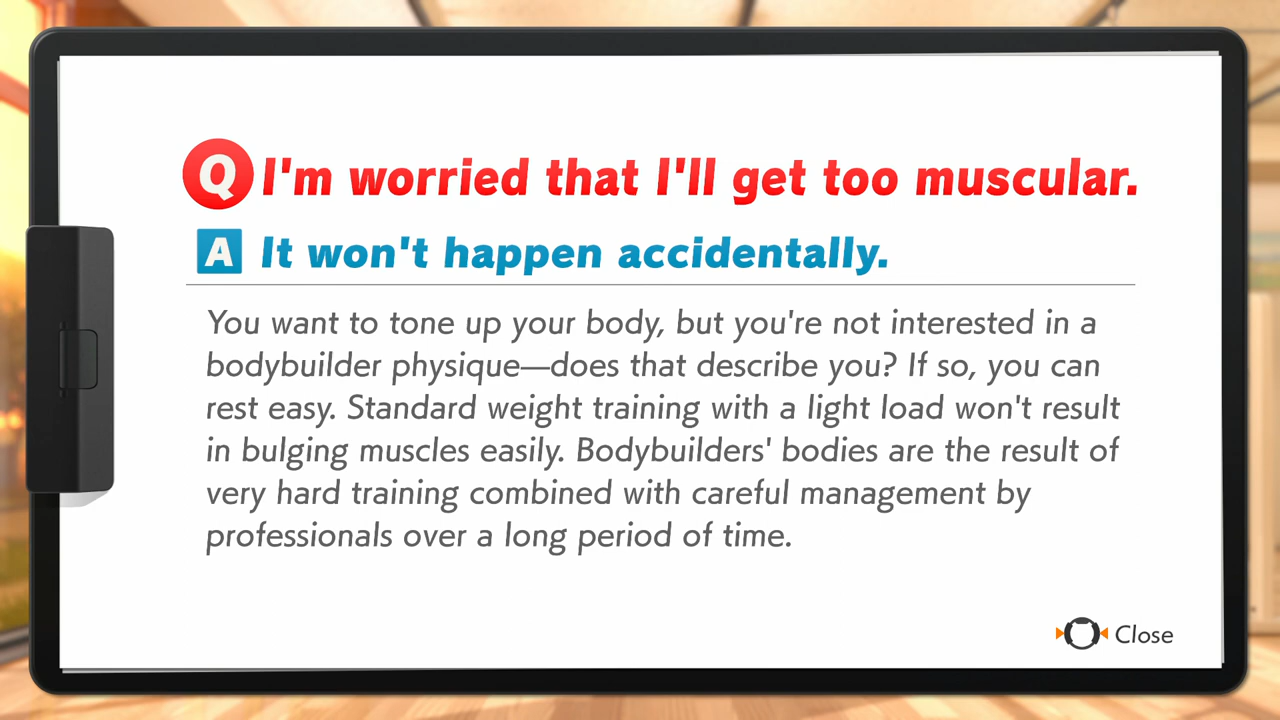 Q I'm worried that I'll get too muscular.
A It won't happen accidentally.
You want to tone up your body, but you're not interested in a
bodybuilder physique—does that describe you? If so, you can
rest easy. Standard weight training with a light load won't result
in bulging muscles easily. Bodybuilders' bodies are the result of
very hard training combined with careful management by
professionals over a long period of time.
Close